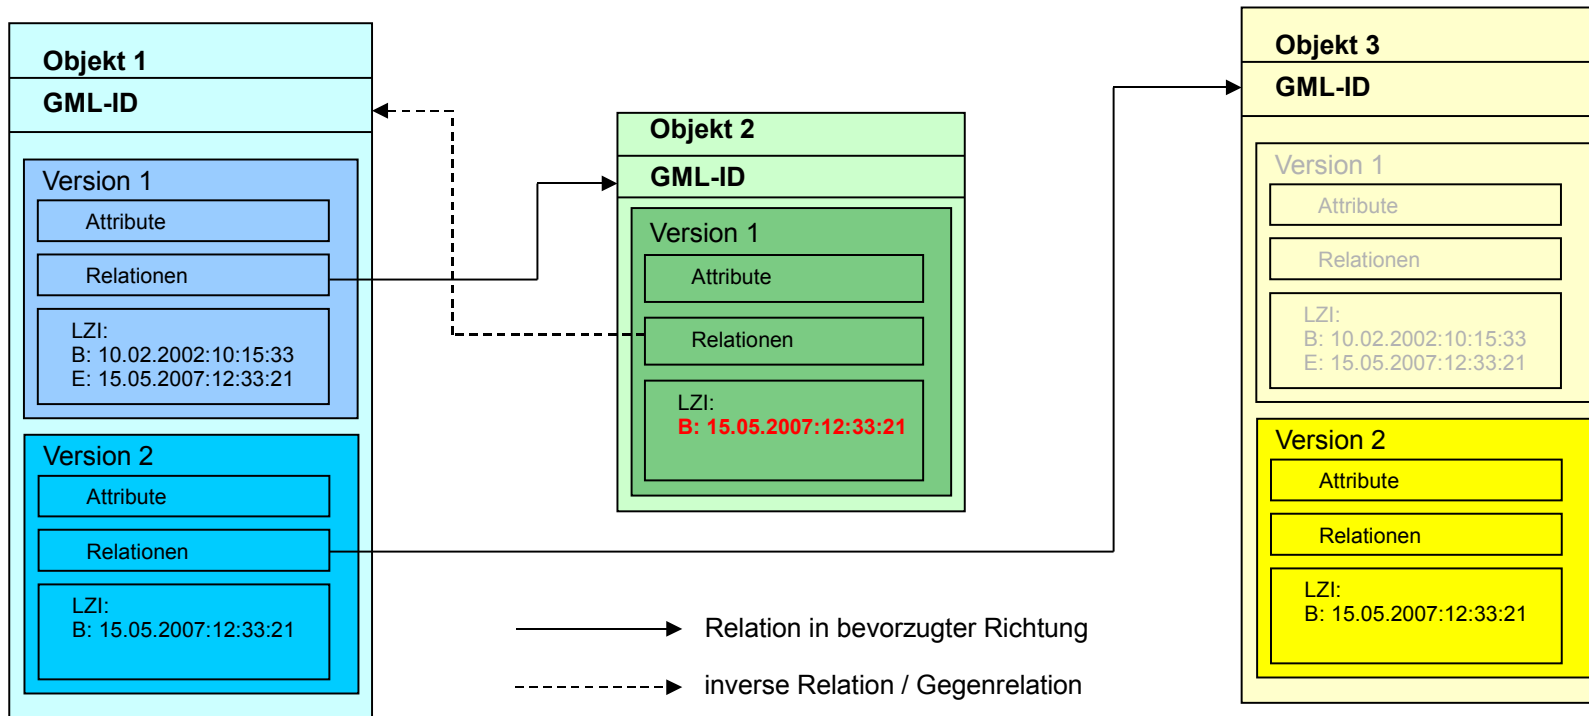 Objekt 1
GML-ID
Version 1
Attribute
Relationen
LZI:
B: 10.02.2002:10:15:33
E: 15.05.2007:12:33:21
Version 2
Attribute
Relationen
LZI:
B: 15.05.2007:12:33:21
Objekt 2
GML-ID
Version 1
Attribute
Relationen
LZI:
B: 15.05.2007:12:33:21
Objekt 3
GML-ID
Version 1
Attribute
Relationen
LZI:
B: 10.02.2002:10:15:33
E: 15.05.2007:12:33:21
Version 2
Attribute
Relationen
LZI:
B: 15.05.2007:12:33:21
Relation in bevorzugter Richtung
inverse Relation / Gegenrelation